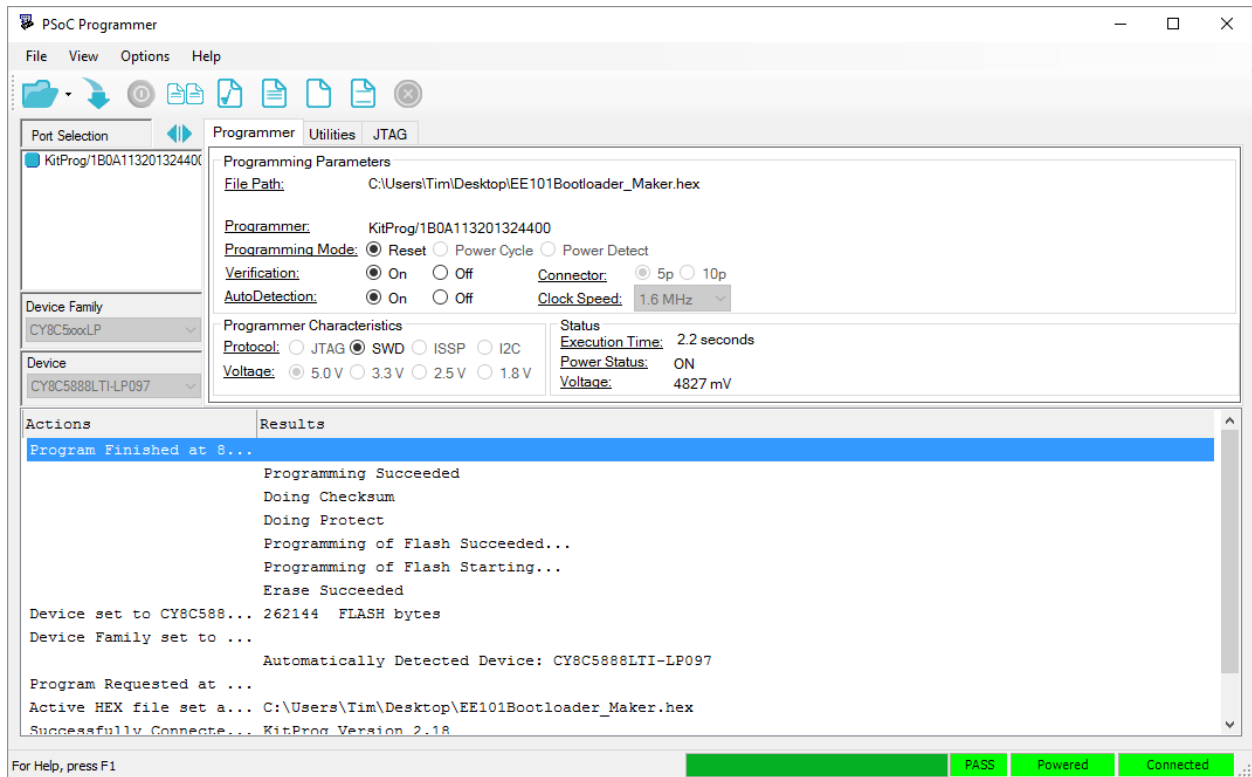 PSoC Programmer
File View Options Help
Port Selection
Programmer Utilities JTAG
KitProg/1B0A113201324400
Programming Parameters
File Path: C:\Users\Tim\Desktop\EE101Bootloader_Maker.hex
Programmer: KitProg/1B0A113201324400
Programming Mode: Reset Power Cycle Power Detect
Verification: On Off Connector: 5p 10p
AutoDetection: On Off Clock Speed: 1.6 MHz
Device Family
CY8C5xxxLP
Device
CY8C5888LTI-LP097
Programmer Characteristics
Protocol: JTAG SWD ISSP I2C
Voltage: 5.0 V 3.3 V 2.5 V 1.8 V
Status
Execution Time: 2.2 seconds
Power Status: ON
Voltage: 4827 mV
Actions Results
Program Finished at 8...
Programming Succeeded
Doing Checksum
Doing Protect
Programming of Flash Succeeded...
Programming of Flash Starting...
Erase Succeeded
Device set to CY8C588... 262144 FLASH bytes
Device Family set to ...
Automatically Detected Device: CY8C5888LTI-LP097
Program Requested at ...
Active HEX file set a... C:\Users\Tim\Desktop\EE101Bootloader_Maker.hex
Successfully Connecte... KitProg Version 2.18
For Help, press F1 PASS Powered Connected